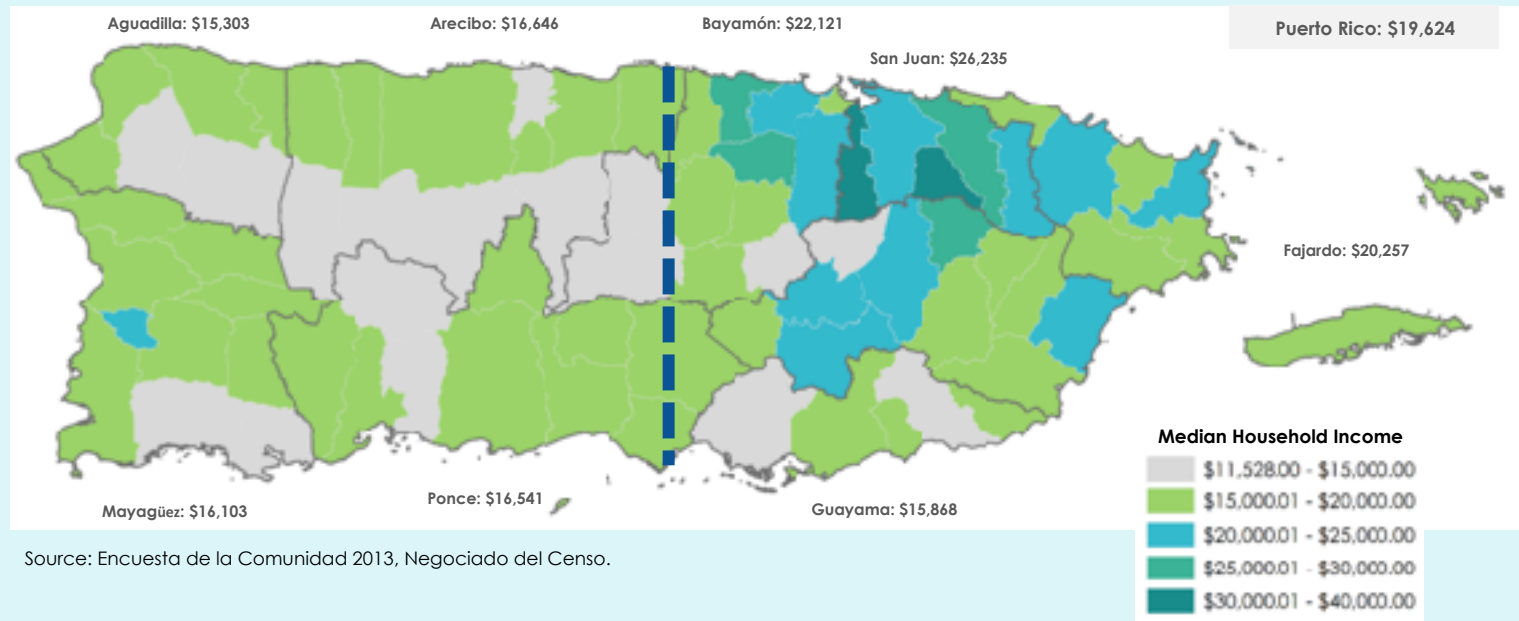 Aguadilla: $15,303
Arecibo: $16,646
Bayamón: $22,121
Puerto Rico: $19,624
San Juan: $26,235
Fajardo: $20,257
Median Household Income
$11,528.00 - $15,000.00
$15,000.01 - $20,000.00
$20,000.01 - $25,000.00
$25,000.01 - $30,000.00
$30,000.01 - $40,000.00
Mayagüez: $16,103
Ponce: $16,541
Guayama: $15,868
Source: Encuesta de la Comunidad 2013, Negociado del Censo.